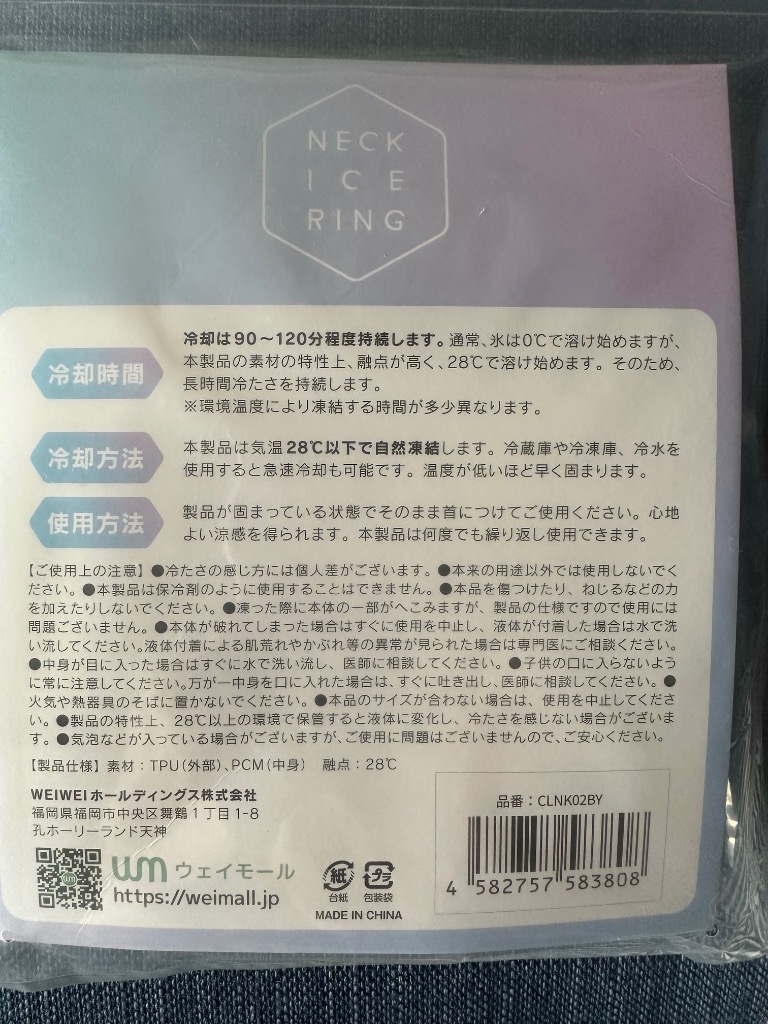 NECK
ICE
RING
冷却時間
冷却は90～120分程度持続します。通常、氷は0℃で溶け始めますが、
本製品の素材の特性上、融点が高く、28℃で溶け始めます。そのため、
長時間冷たさを持続します。
※環境温度により凍結する時間が多少異なります。
冷却方法
本製品は気温28℃以下で自然凍結します。冷蔵庫や冷凍庫、冷水を
使用すると急速冷却も可能です。温度が低いほど早く固まります。
使用方法
製品が固まっている状態でそのまま首につけてご使用ください。心地
よい涼感を得られます。本製品は何度でも繰り返し使用できます。
【ご使用上の注意】●冷たさの感じ方には個人差がございます。●本来の用途以外では使用しないでく
ださい。●本製品は保冷剤のように使用することはできません。●本品を傷つけたり、ねじるなどの力
を加えたりしないでください。●凍った際に本体の一部がへこみますが、製品の仕様ですので使用には
問題ございません。●本体が破れてしまった場合はすぐに使用を中止し、液体が付着した場合は水で洗
い流してください。液体付着による肌荒れやかぶれ等の異常が見られた場合は専門医にご相談ください。
●中身が目に入った場合はすぐに水で洗い流し、医師に相談してください。●子供の口に入らないよう
に常に注意してください。万が一中身を口に入れた場合は、すぐに吐き出し、医師に相談してください。●
火気や熱器具のそばに置かないでください。●本品のサイズが合わない場合は、使用を中止してくださ
い。●製品の特性上、28℃以上の環境で保管すると液体に変化し、冷たさを感じない場合がございま
す。●気泡などが入っている場合がございますが、ご使用に問題はございませんので、ご安心ください。
【製品仕様】素材：TPU(外部)、PCM(中身) 融点：28℃
WEIWEIホールディングス株式会社
福岡県福岡市中央区舞鶴1丁目1-8
孔ホーリーランド天神
wm ウェイモール
https://weimall.jp
紙
台紙
プラ
包装袋
MADE IN CHINA
品番：CLNK02BY
4 582757 583808